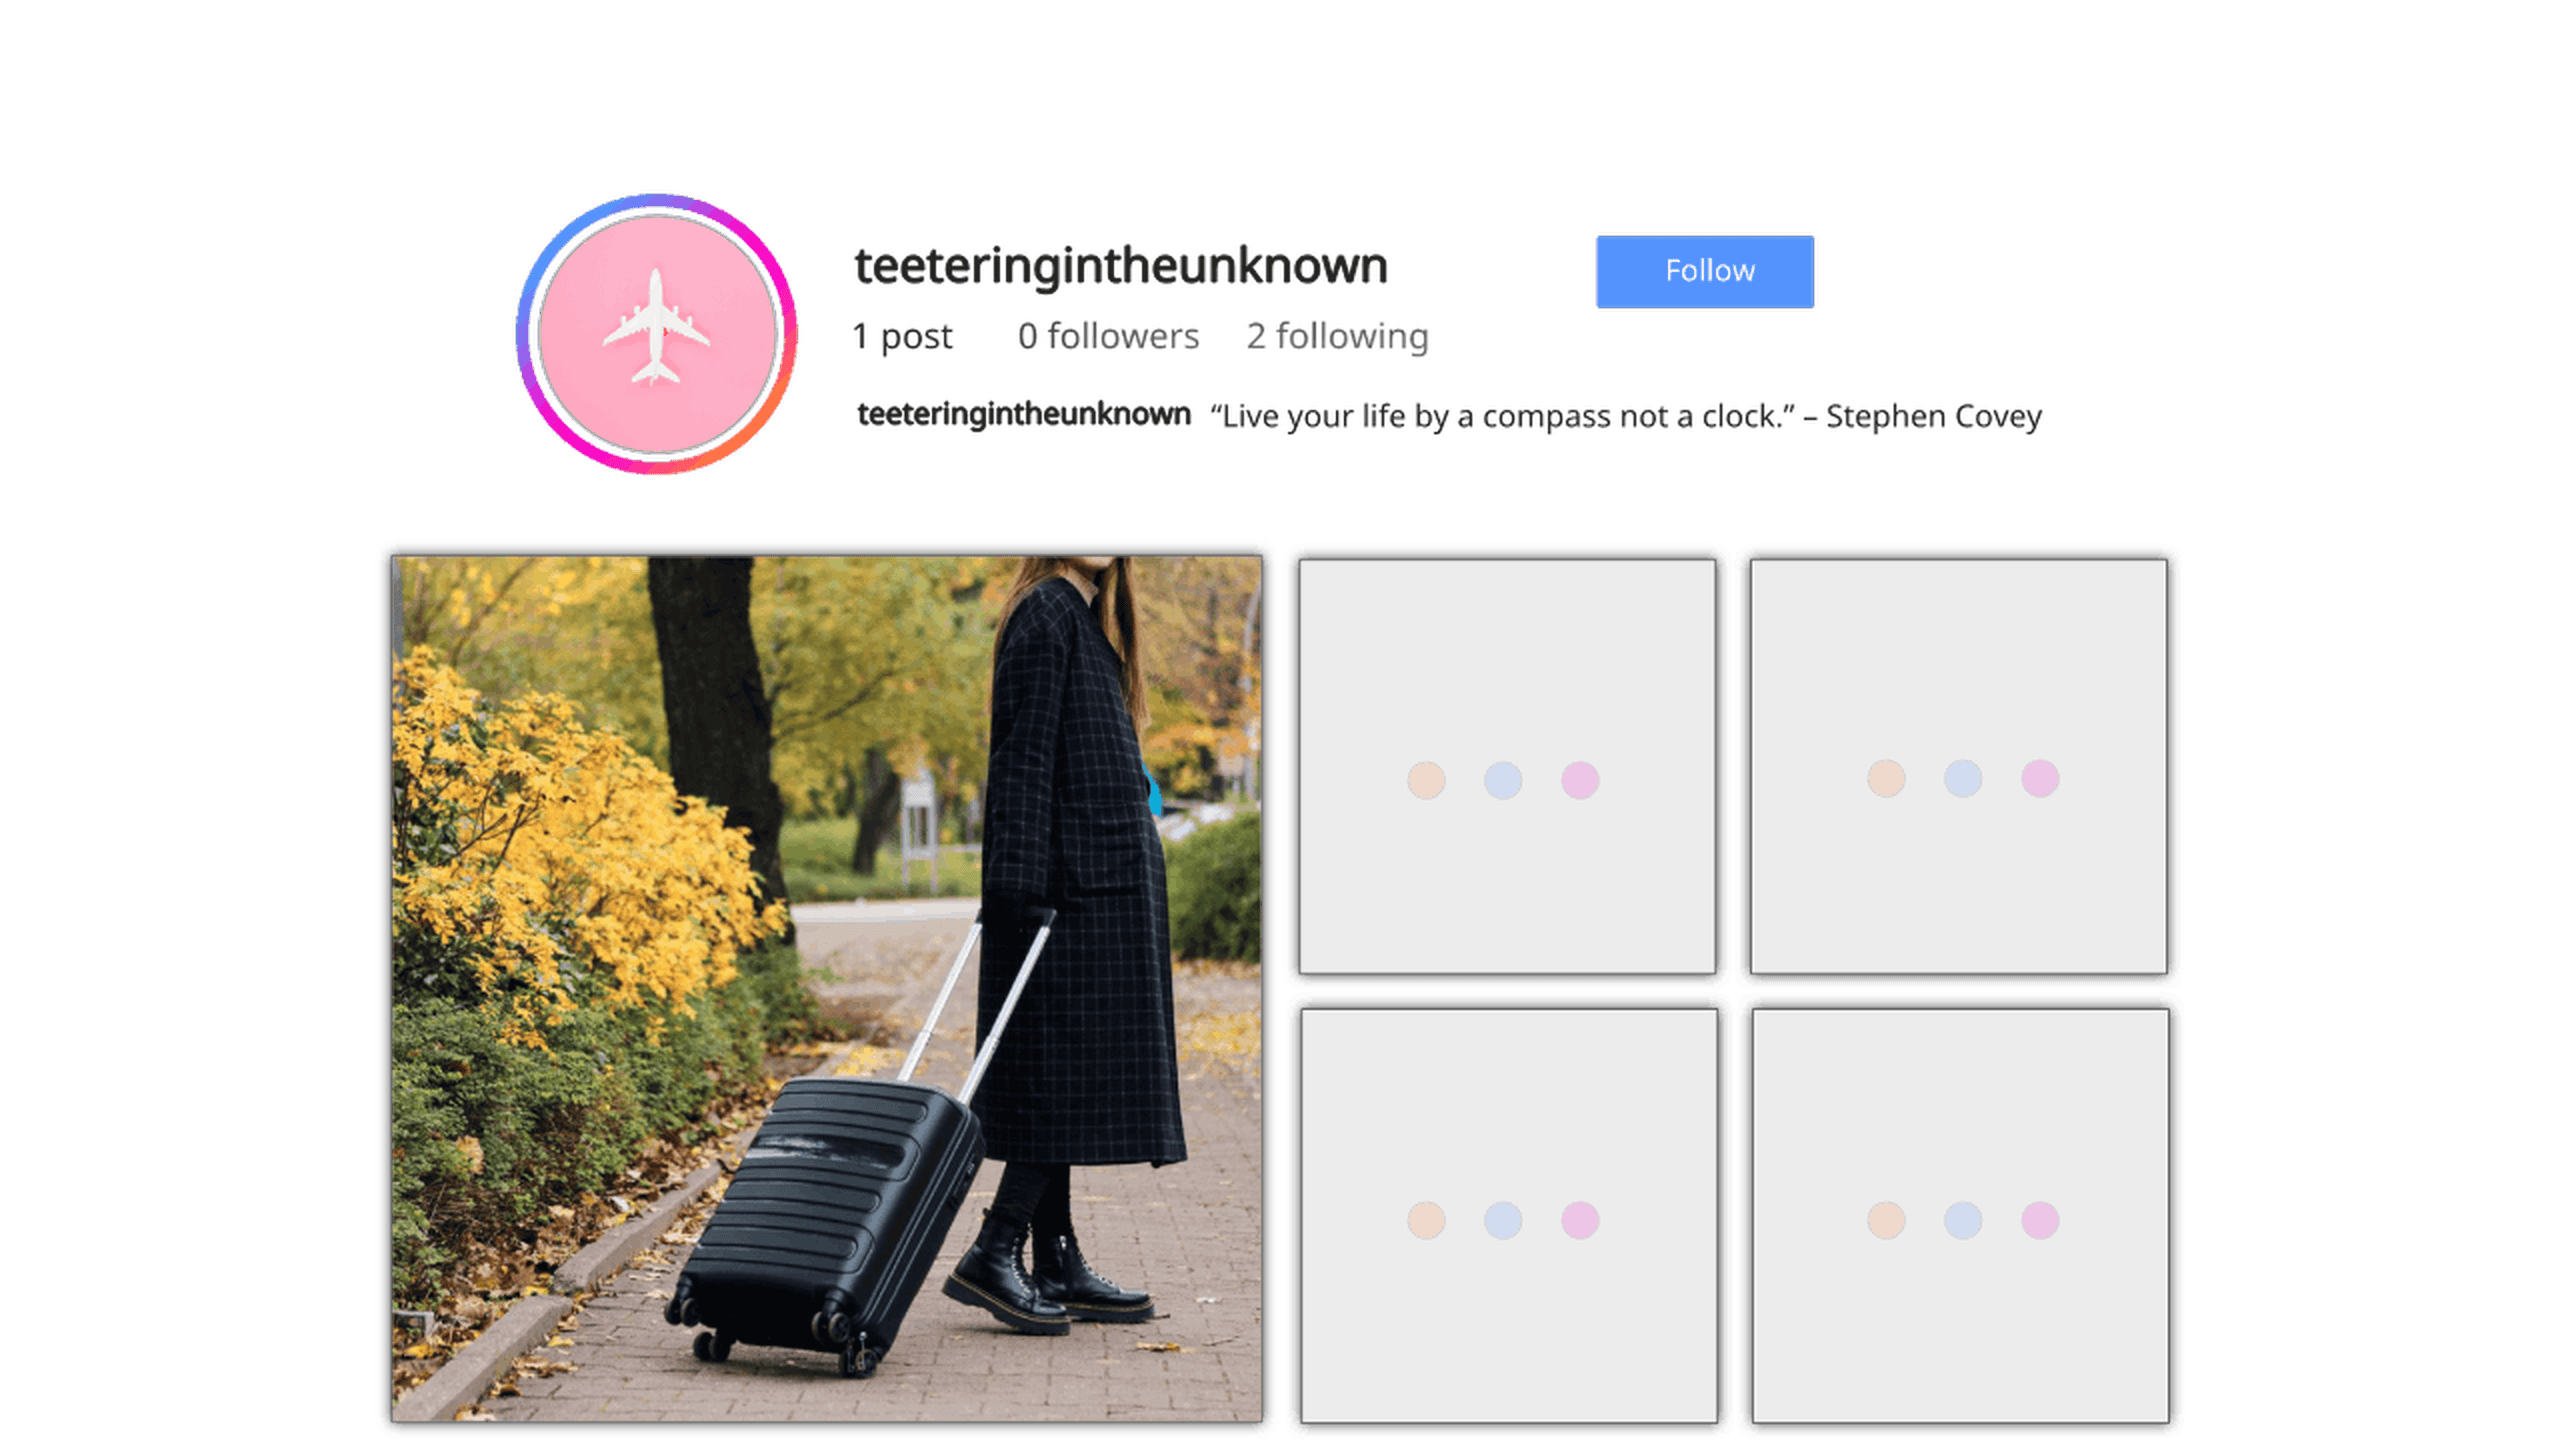 teeteringintheunknown
Follow
1 post 0 followers 2 following
teeteringintheunknown “Live your life by a compass not a clock.” – Stephen Covey